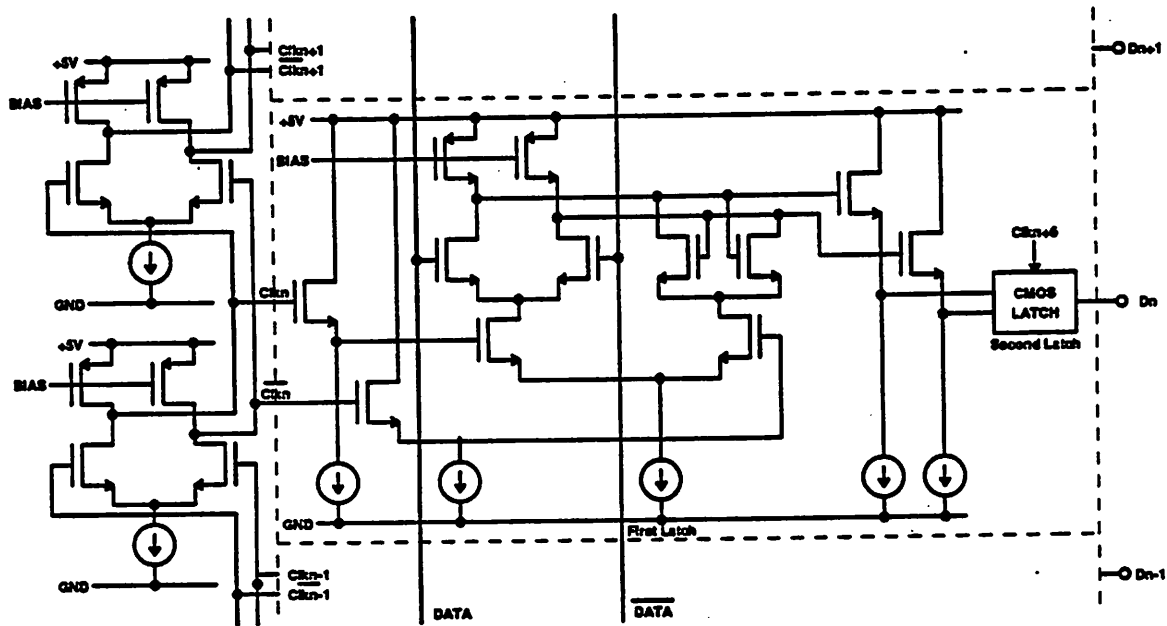 Clkn+1
Clkn+1
Dn+1
+5V
BIAS
+5V
BIAS
Clkn+6
CMOS
LATCH
Dn
Second Latch
GND
Clkn
+5V
BIAS
Clkn
GND
First Latch
GND
Clkn-1
Clkn-1
Dn-1
DATA
DATA